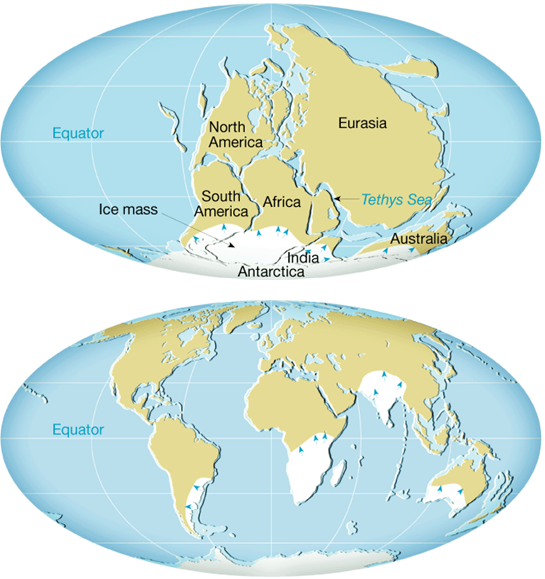 Equator
North
America
Eurasia
South
America
Africa
Tethys Sea
Ice mass
Australia
India
Antarctica
Equator